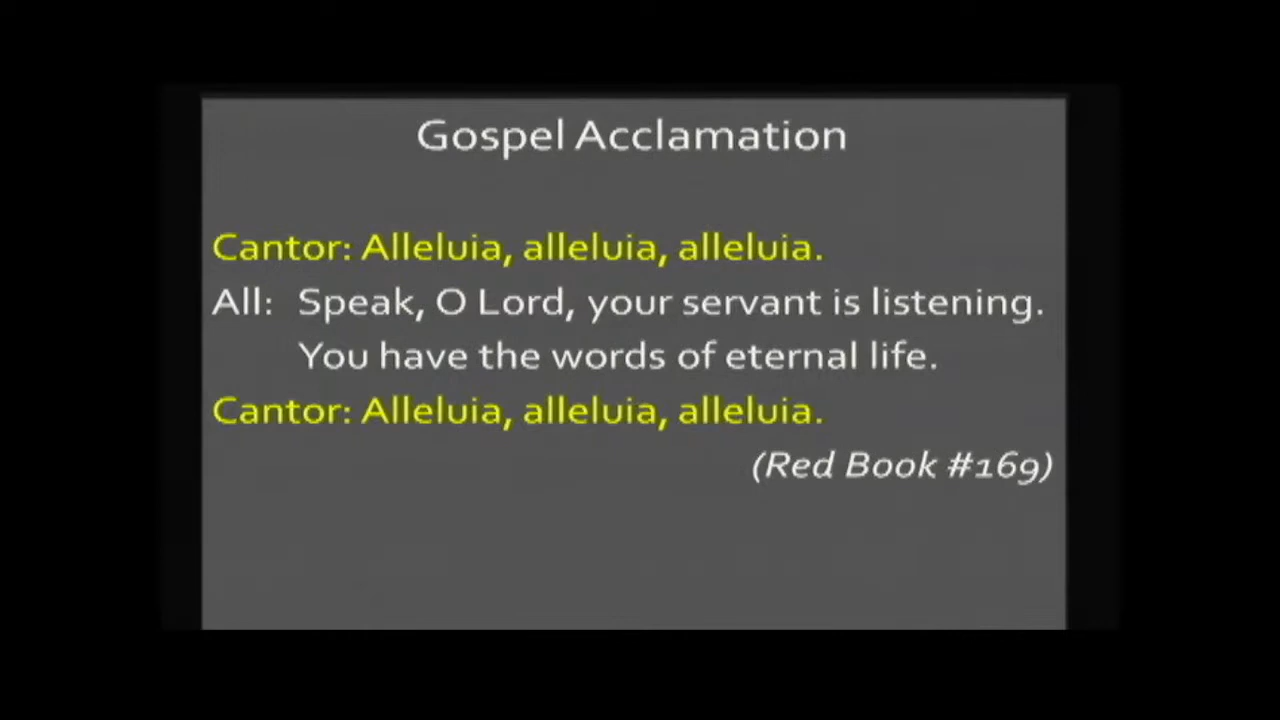 Gospel Acclamation
Cantor: Alleluia, alleluia, alleluia.
All: Speak, O Lord, your servant is listening.
You have the words of eternal life.
Cantor: Alleluia, alleluia, alleluia.
(Red Book #169)